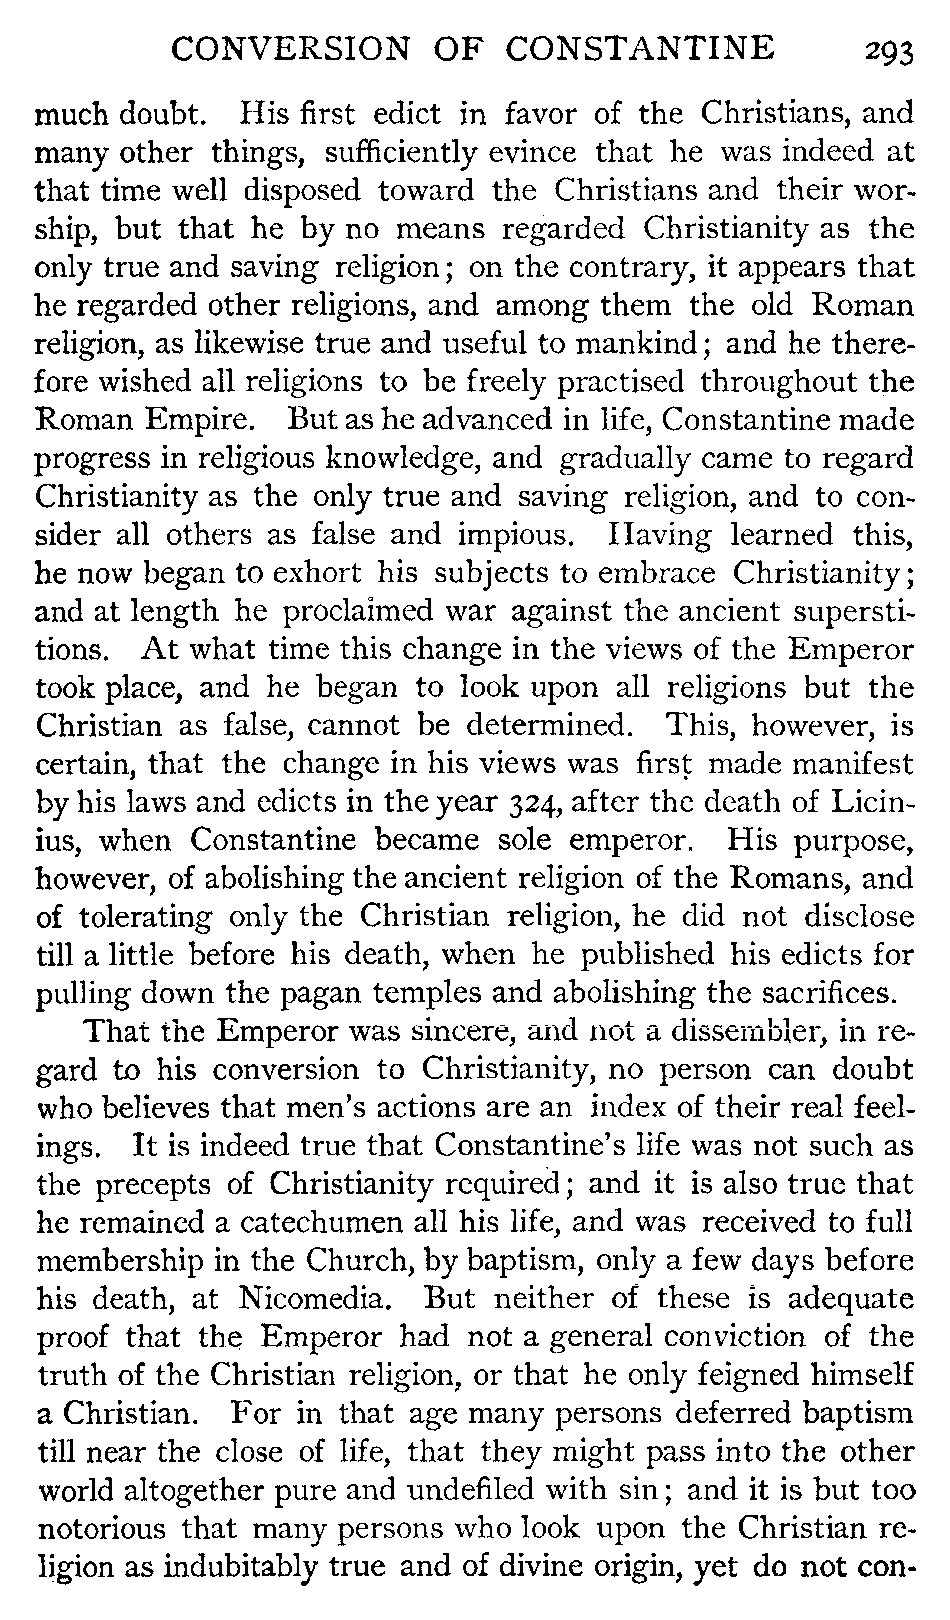 CONVERSION OF CONSTANTINE 293
much doubt. His first edict in favor of the Christians, and
many other things, sufficiently evince that he was indeed at
that time well disposed toward the Christians and their wor-
ship, but that he by no means regarded Christianity as the
only true and saving religion; on the contrary, it appears that
he regarded other religions, and among them the old Roman
religion, as likewise true and useful to mankind; and he there-
fore wished all religions to be freely practised throughout the
Roman Empire. But as he advanced in life, Constantine made
progress in religious knowledge, and gradually came to regard
Christianity as the only true and saving religion, and to con-
sider all others as false and impious. Having learned this,
he now began to exhort his subjects to embrace Christianity;
and at length he proclaimed war against the ancient supersti-
tions. At what time this change in the views of the Emperor
took place, and he began to look upon all religions but the
Christian as false, cannot be determined. This, however, is
certain, that the change in his views was first made manifest
by his laws and edicts in the year 324, after the death of Licin-
ius, when Constantine became sole emperor. His purpose,
however, of abolishing the ancient religion of the Romans, and
of tolerating only the Christian religion, he did not disclose
till a little before his death, when he published his edicts for
pulling down the pagan temples and abolishing the sacrifices.
That the Emperor was sincere, and not a dissembler, in re-
gard to his conversion to Christianity, no person can doubt
who believes that men's actions are an index of their real feel-
ings. It is indeed true that Constantine's life was not such as
the precepts of Christianity required; and it is also true that
he remained a catechumen all his life, and was received to full
membership in the Church, by baptism, only a few days before
his death, at Nicomedia. But neither of these is adequate
proof that the Emperor had not a general conviction of the
truth of the Christian religion, or that he only feigned himself
a Christian. For in that age many persons deferred baptism
till near the close of life, that they might pass into the other
world altogether pure and undefiled with sin; and it is but too
notorious that many persons who look upon the Christian re-
ligion as indubitably true and of divine origin, yet do not con-